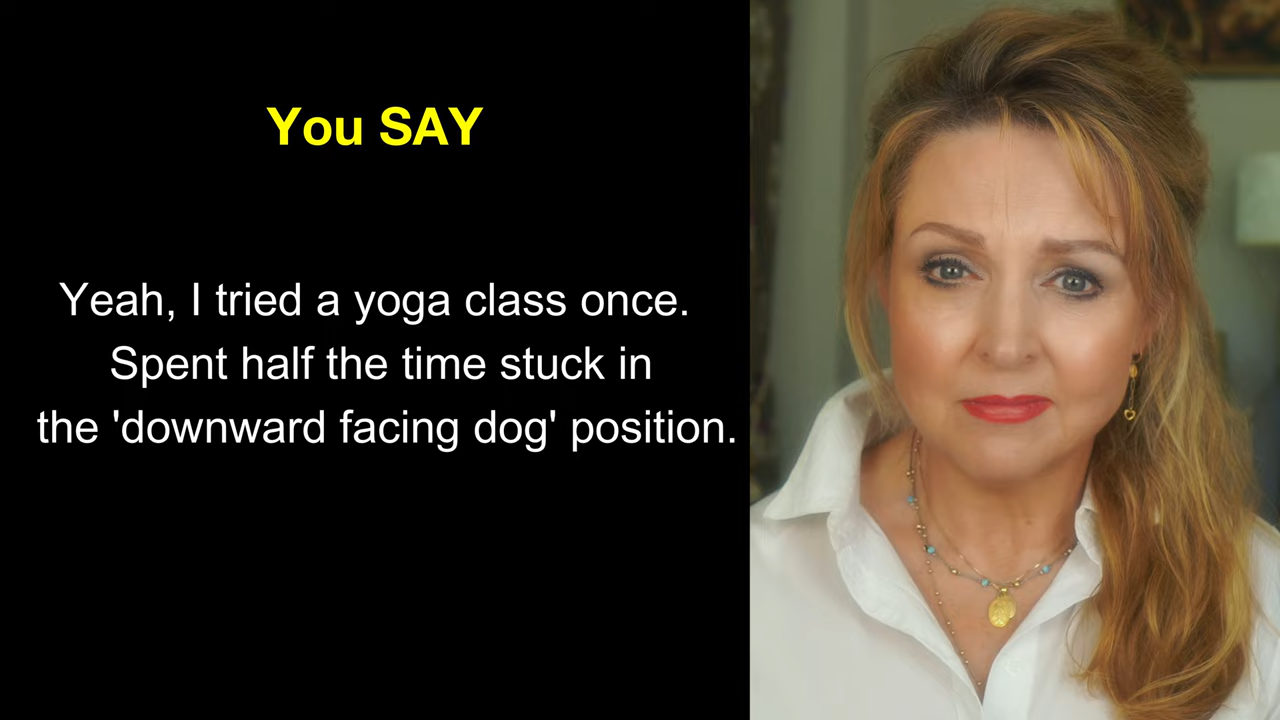 You SAY
Yeah, I tried a yoga class once.
Spent half the time stuck in
the 'downward facing dog' position.